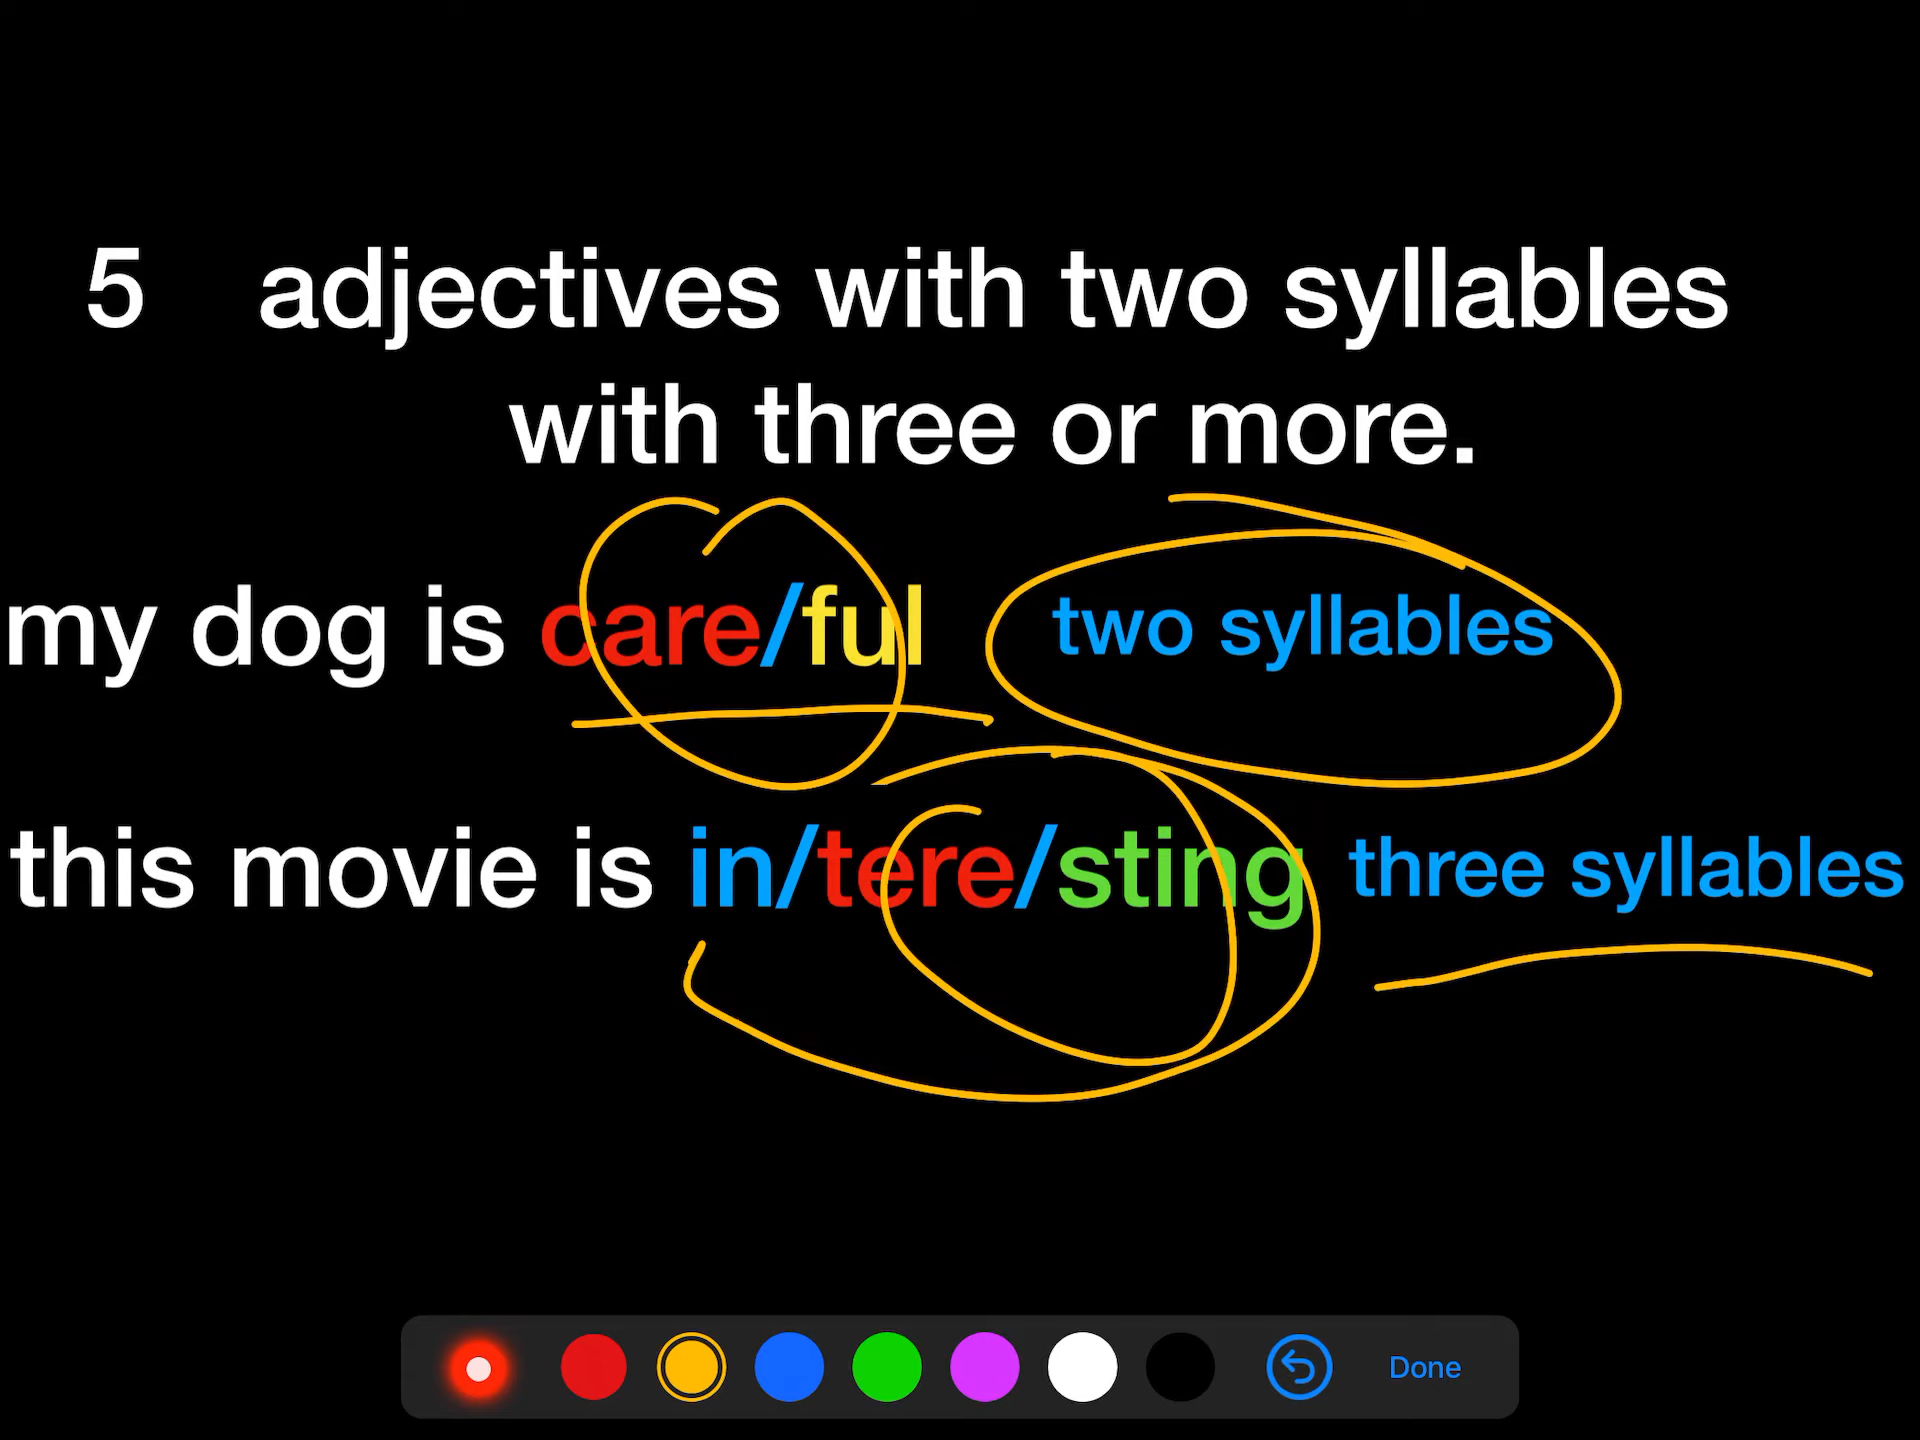 5 adjectives with two syllables
with three or more.
my dog is care/ful two syllables
this movie is in/tere/sting three syllables
Done